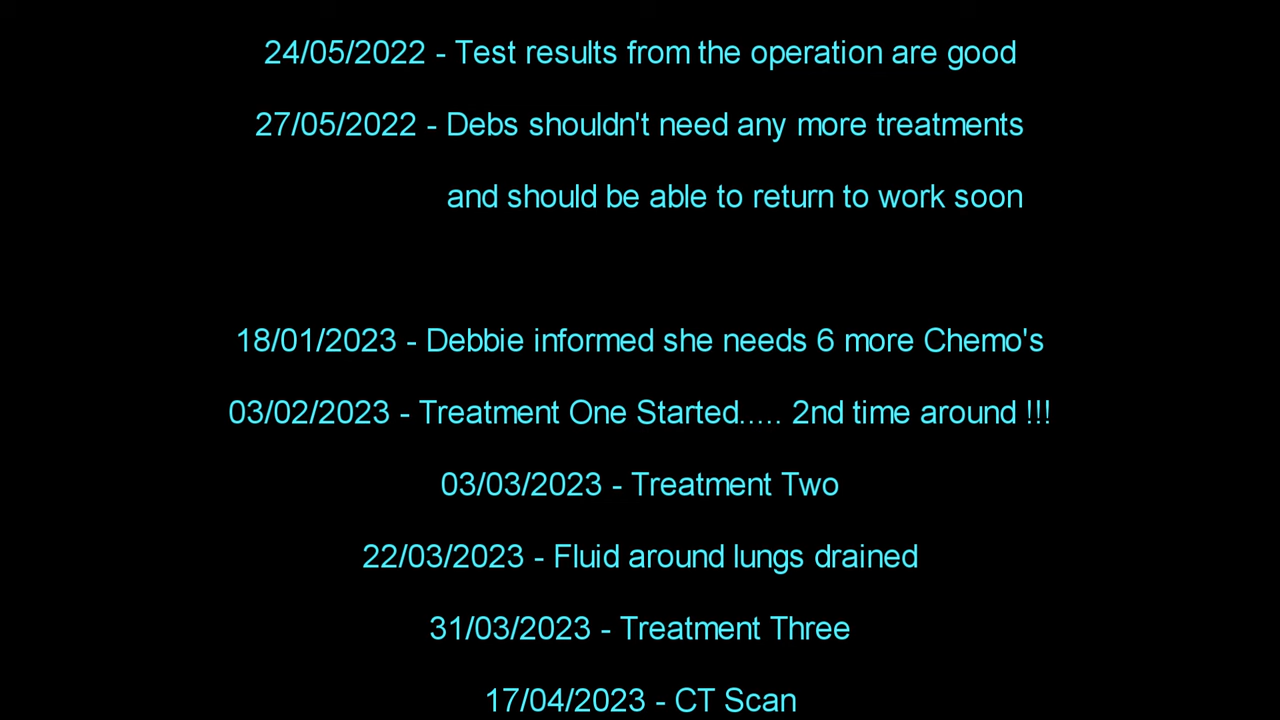 24/05/2022 - Test results from the operation are good
27/05/2022 - Debs shouldn't need any more treatments
and should be able to return to work soon
18/01/2023 - Debbie informed she needs 6 more Chemo's
03/02/2023 - Treatment One Started..... 2nd time around !!!
03/03/2023 - Treatment Two
22/03/2023 - Fluid around lungs drained
31/03/2023 - Treatment Three
17/04/2023 - CT Scan